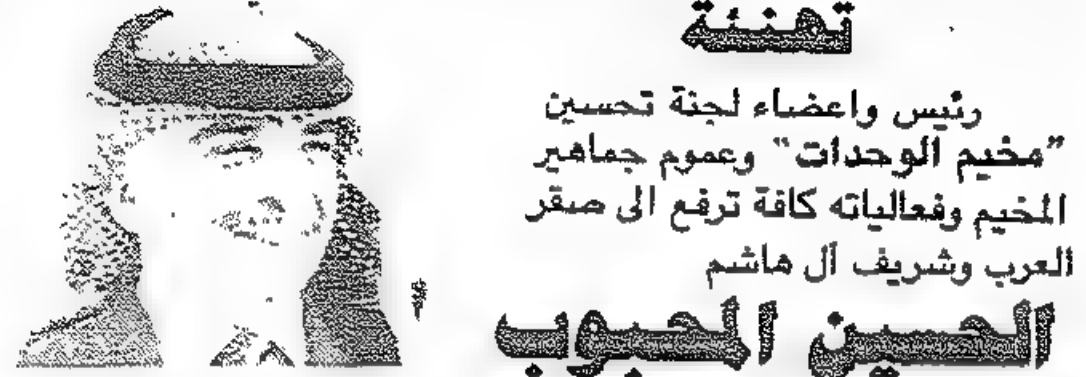 تهنئة
رئيس واعضاء لجنة تحسين
"مخيم الوحدات" وعموم جماهير
المخيم وفعالياته كافة ترفع الى صقر
العرب وشريف آل هاشم
الحسين المحبوب